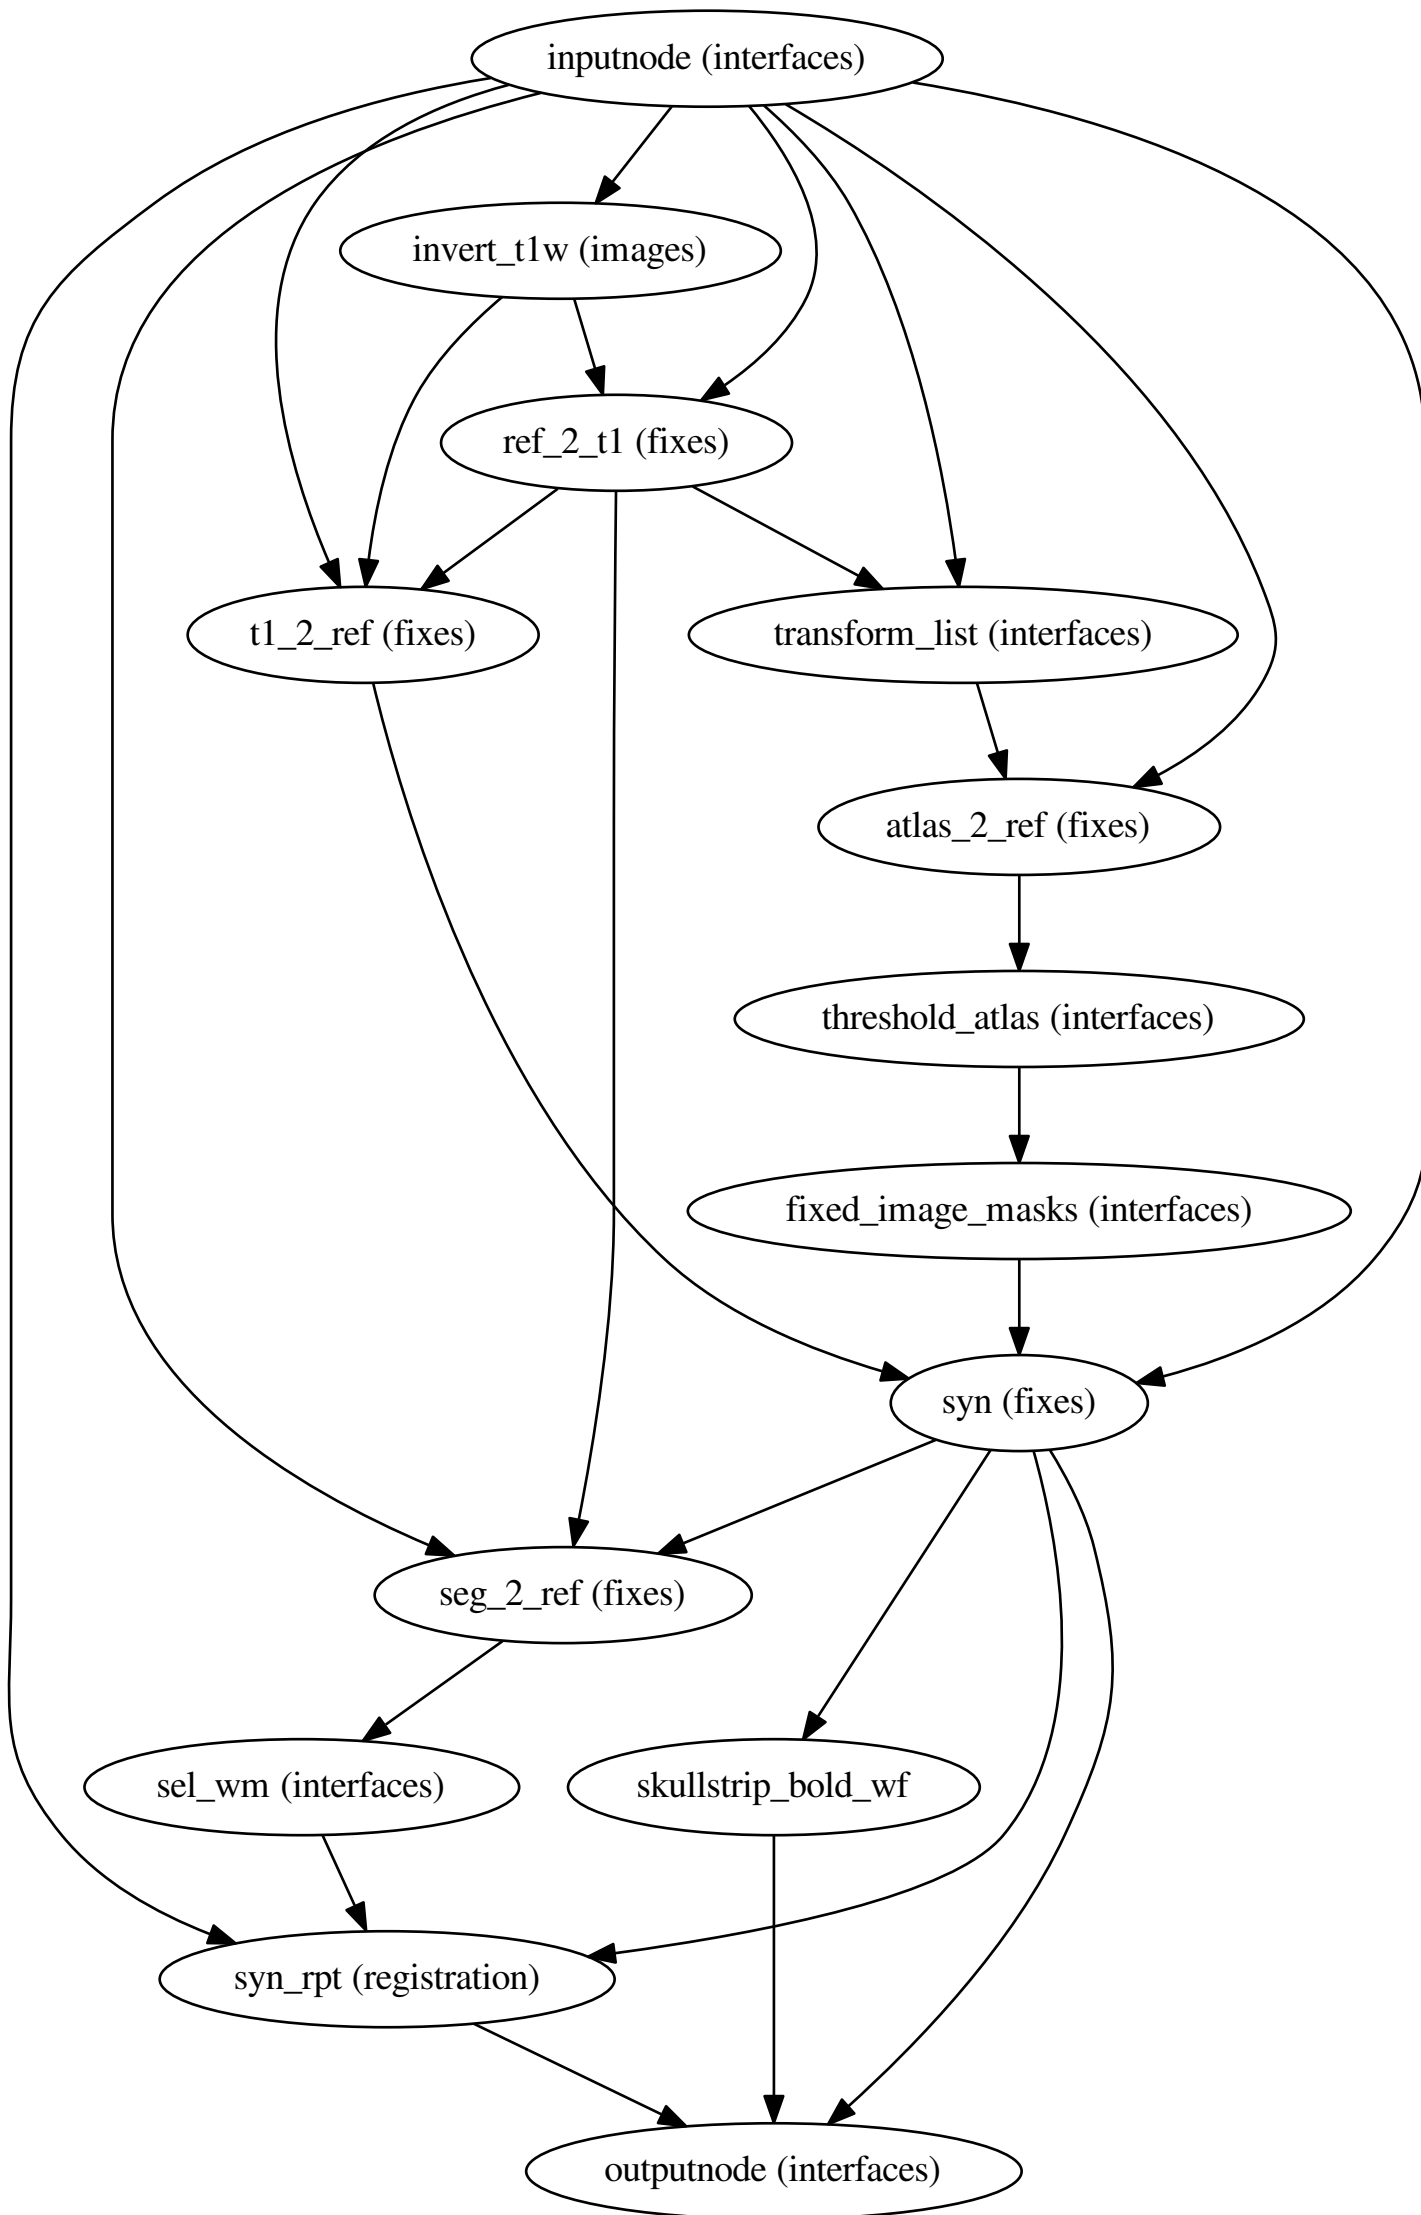 inputnode (interfaces)
invert_t1w (images)
ref_2_t1 (fixes)
t1_2_ref (fixes)
transform_list (interfaces)
atlas_2_ref (fixes)
threshold_atlas (interfaces)
fixed_image_masks (interfaces)
syn (fixes)
seg_2_ref (fixes)
sel_wm (interfaces)
skullstrip_bold_wf
syn_rpt (registration)
outputnode (interfaces)